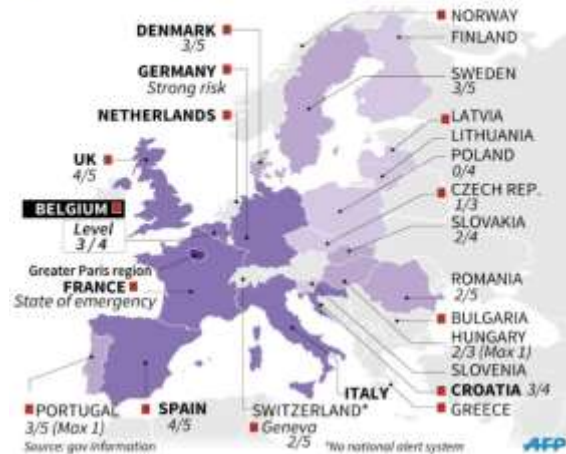 DENMARK
3/5
GERMANY
Strong risk
NETHERLANDS
UK
4/5
BELGIUM
Level
3 / 4
Greater Paris region
FRANCE
State of emergency
PORTUGAL
3/5 (Max 1)
SPAIN
4/5
SWITZERLAND*
Geneva
2/5
ITALY*
NORWAY
FINLAND
SWEDEN
3/5
LATVIA
LITHUANIA
POLAND
0/4
CZECH REP.
1/3
SLOVAKIA
2/4
ROMANIA
2/5
BULGARIA
HUNGARY
2/3 (Max 1)
SLOVENIA
CROATIA 3/4
GREECE
Source: gov information
*No national alert system
AFP